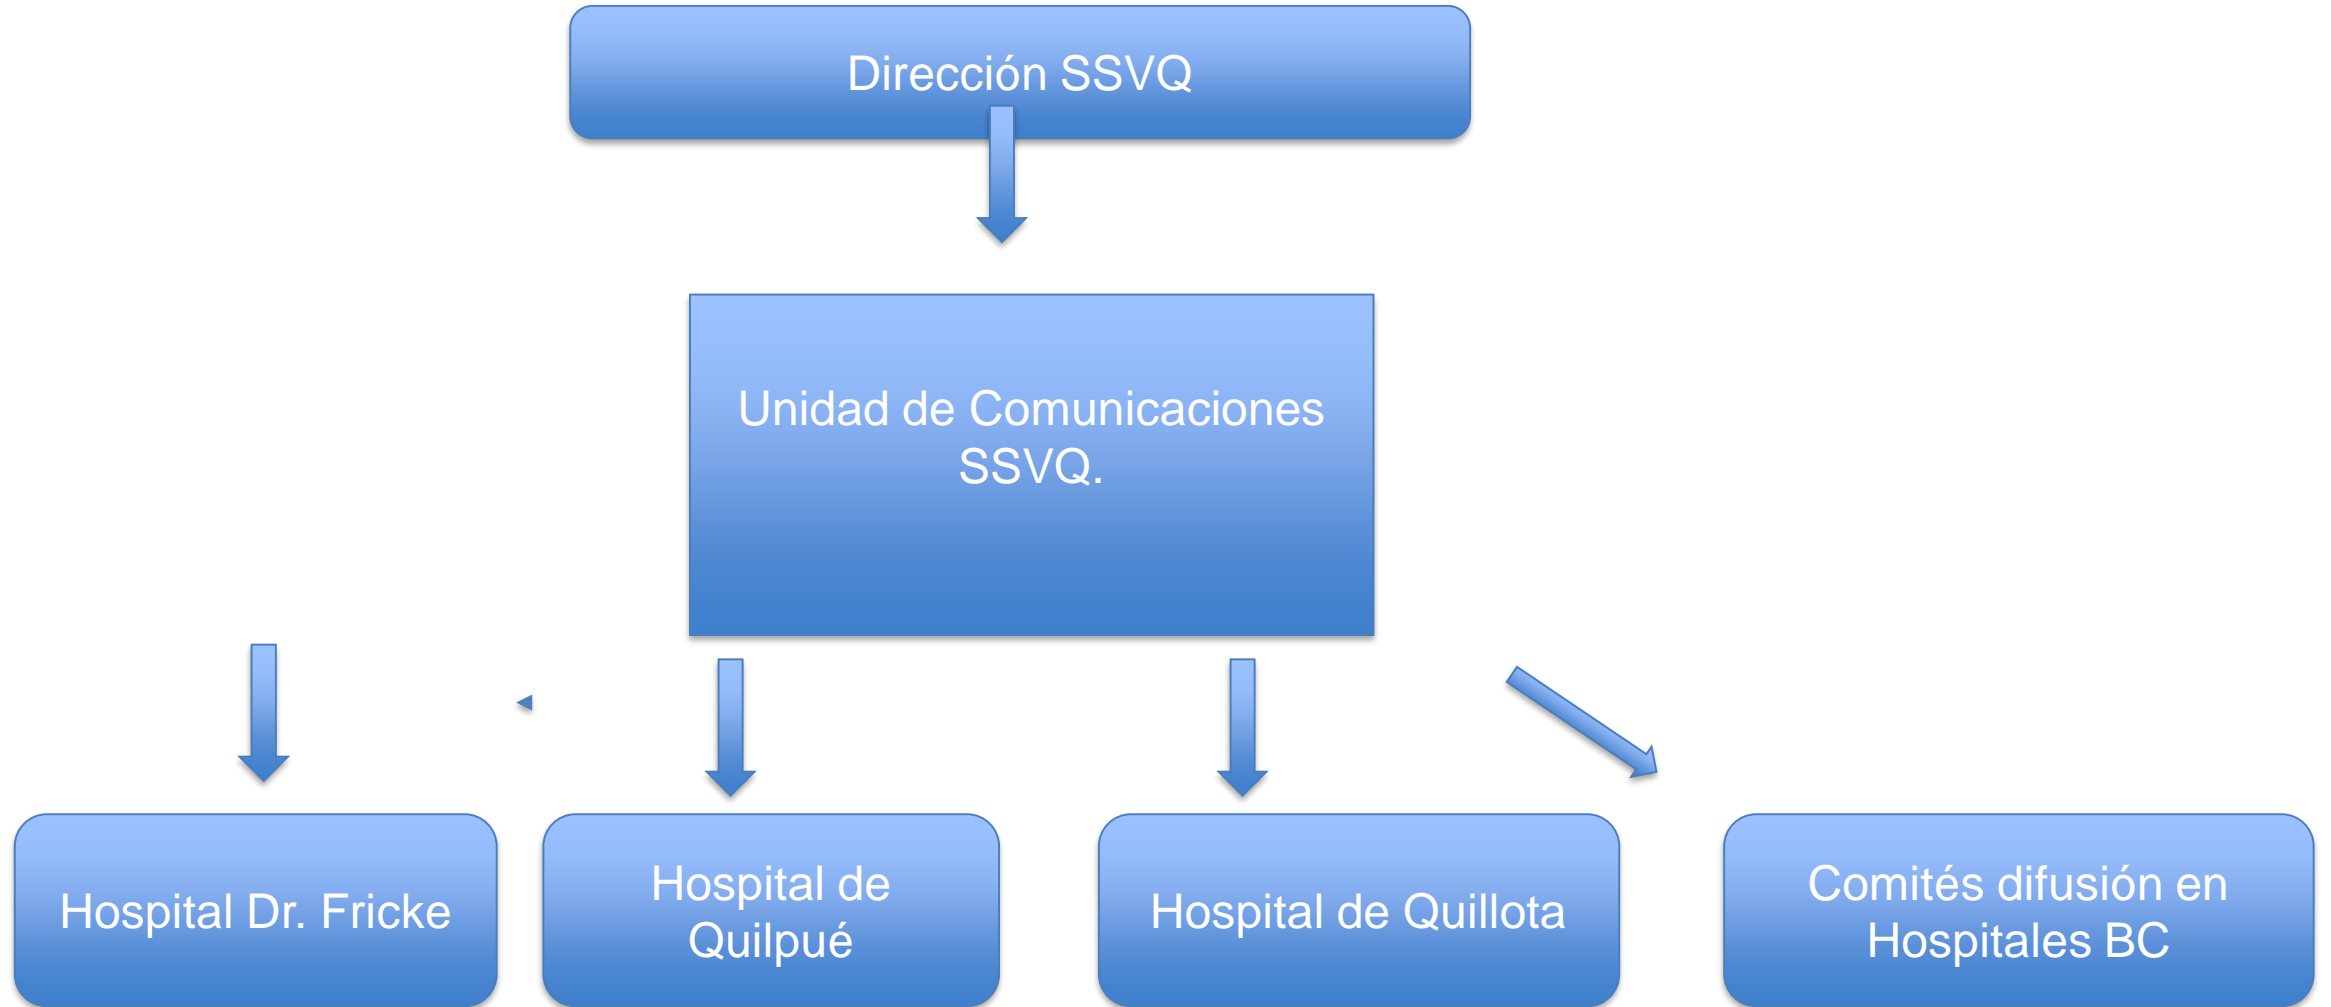 Dirección SSVQ
Unidad de Comunicaciones
SSVQ.
Hospital Dr. Fricke
Hospital de
Quilpué
Hospital de Quillota
Comités difusión en
Hospitales BC